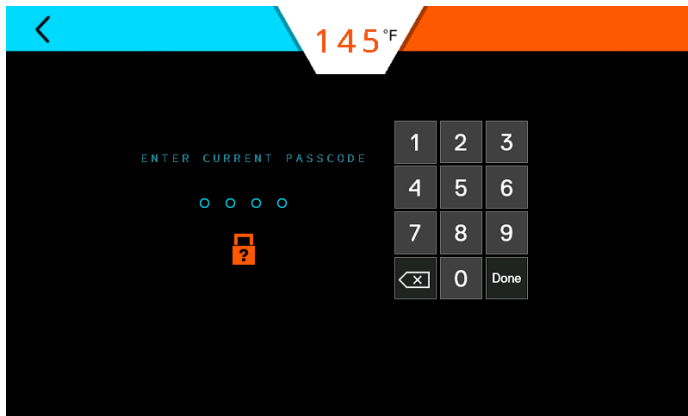 145°F
ENTER CURRENT PASSCODE
?
1 2 3
4 5 6
7 8 9
0 Done